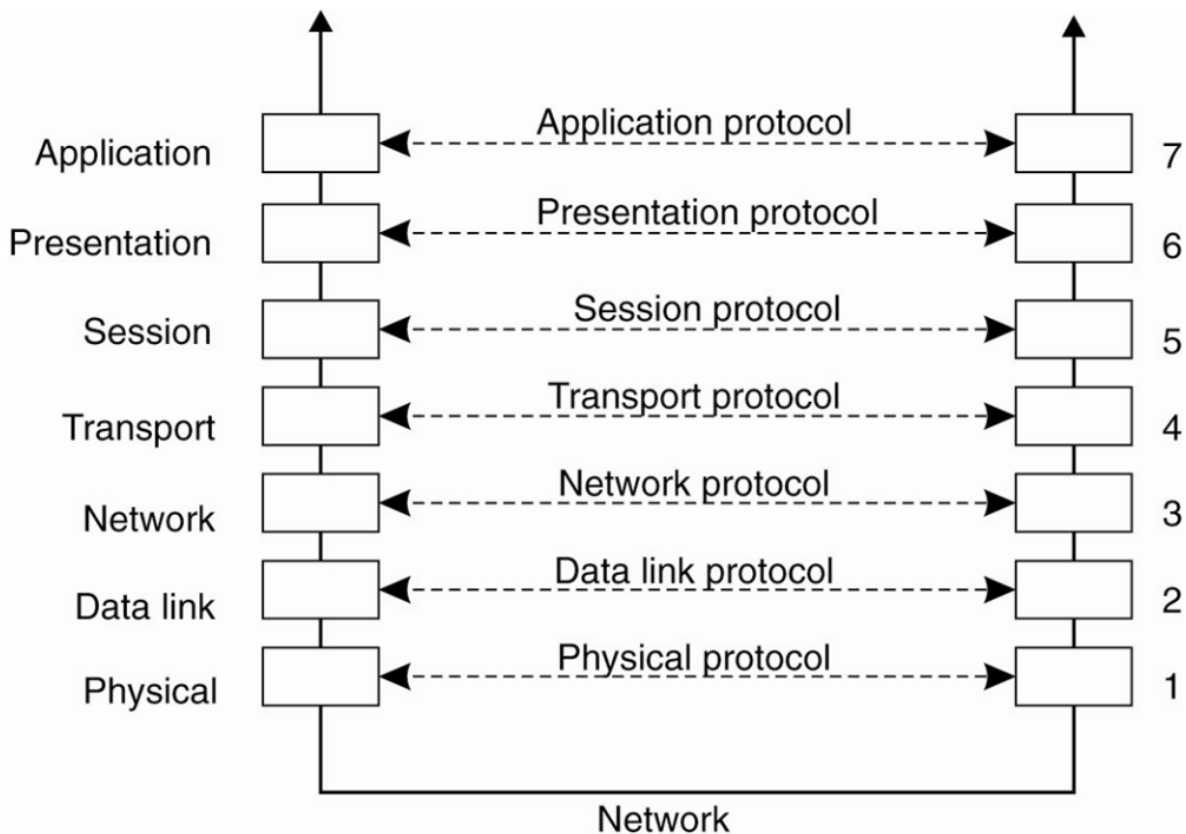 Application
Application protocol
7
Presentation
Presentation protocol
6
Session
Session protocol
5
Transport
Transport protocol
4
Network
Network protocol
3
Data link
Data link protocol
2
Physical
Physical protocol
1
Network